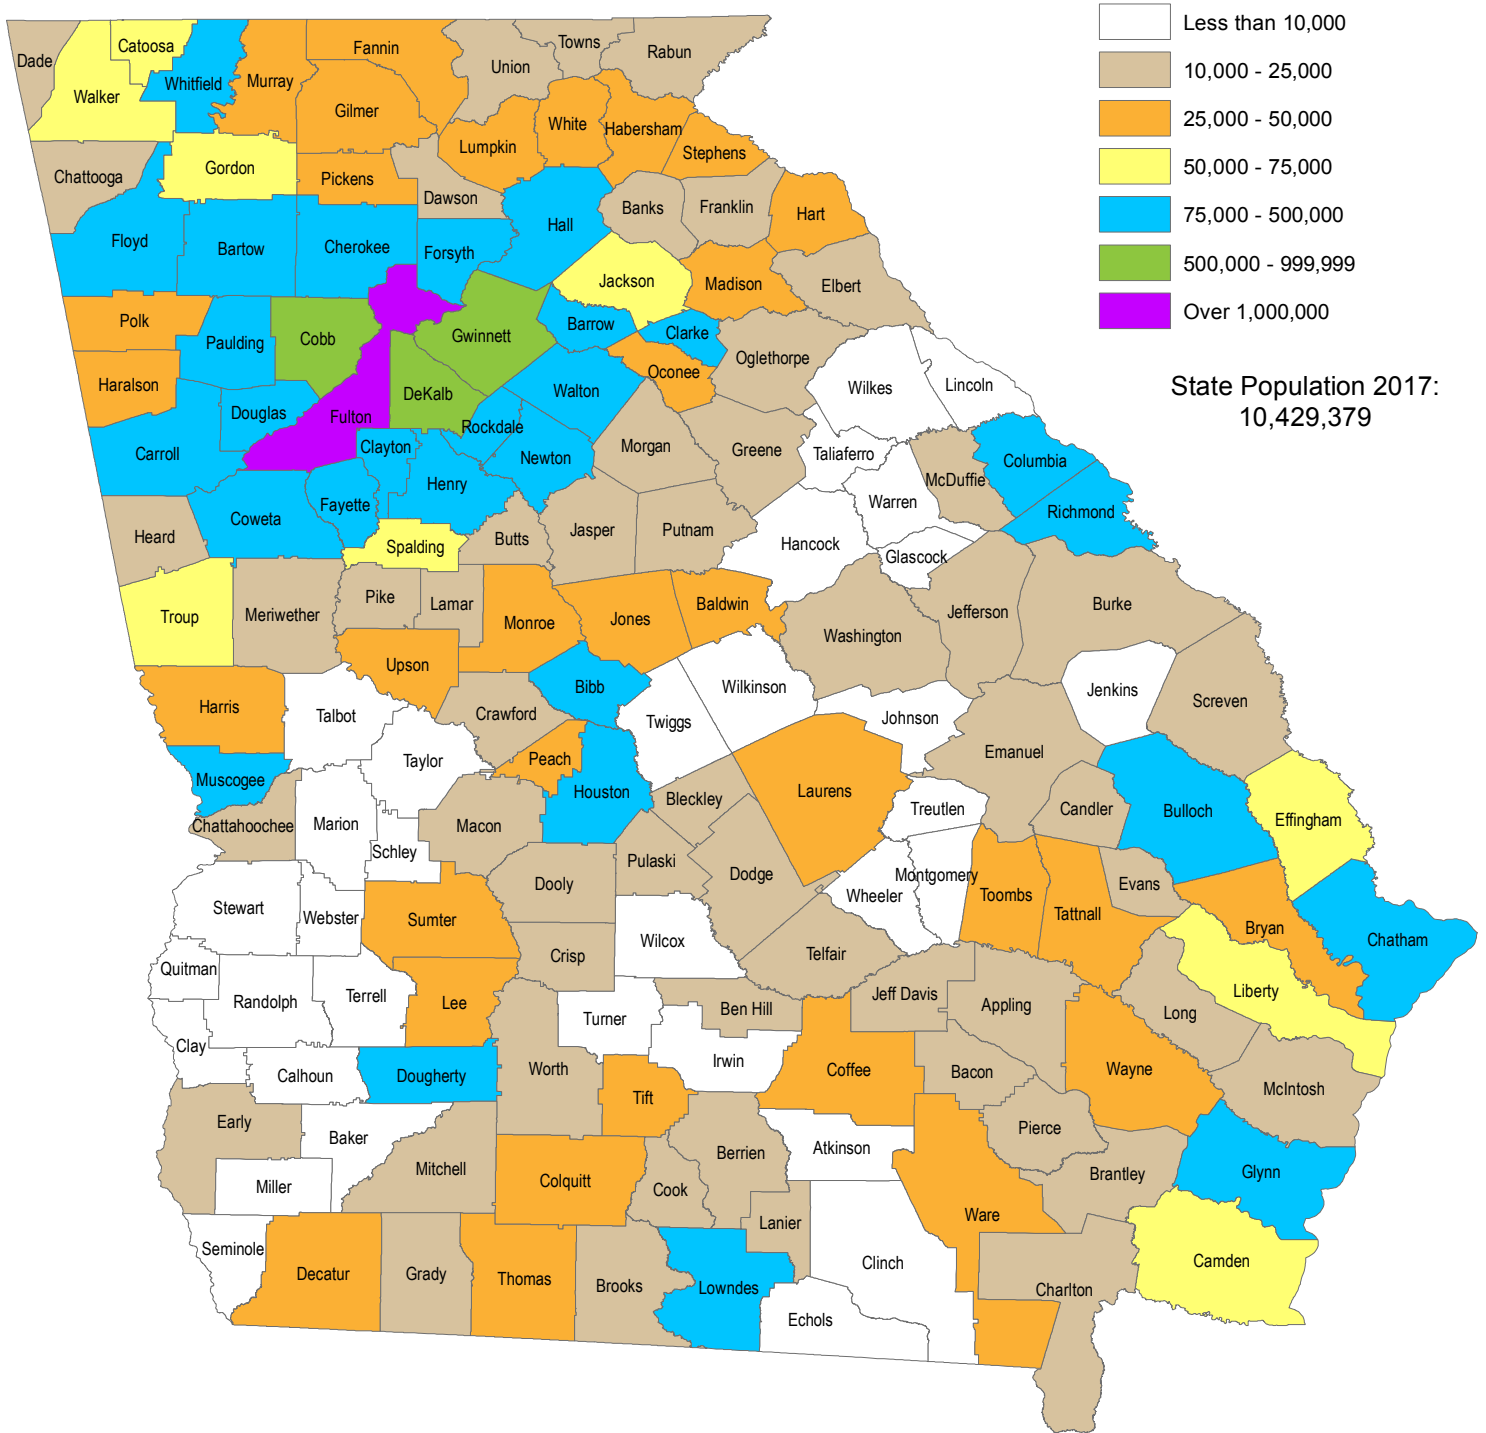 Less than 10,000
10,000 - 25,000
25,000 - 50,000
50,000 - 75,000
75,000 - 500,000
500,000 - 999,999
Over 1,000,000
State Population 2017:
10,429,379
Dade
Catoosa
Walker
Whitfield
Murray
Fannin
Gilmer
Union
Towns
Rabun
White
Habersham
Lumpkin
Stephens
Chattooga
Gordon
Pickens
Dawson
Banks
Franklin
Hart
Floyd
Bartow
Cherokee
Forsyth
Hall
Jackson
Madison
Elbert
Polk
Paulding
Cobb
Gwinnett
Barrow
Clarke
Oglethorpe
Haralson
Douglas
Fulton
DeKalb
Walton
Oconee
Wilkes
Lincoln
Carroll
Clayton
Rockdale
Newton
Morgan
Greene
Taliaferro
McDuffie
Columbia
Heard
Coweta
Fayette
Henry
Warren
Richmond
Spalding
Butts
Jasper
Putnam
Hancock
Glascock
Troup
Meriwether
Pike
Lamar
Monroe
Jones
Baldwin
Washington
Jefferson
Burke
Upson
Bibb
Wilkinson
Jenkins
Screven
Harris
Talbot
Crawford
Twiggs
Johnson
Muscogee
Taylor
Peach
Houston
Emanuel
Chattahoochee
Marion
Schley
Macon
Bleckley
Laurens
Treutlen
Candler
Bulloch
Effingham
Stewart
Webster
Sumter
Dooly
Pulaski
Dodge
Wheeler
Montgomery
Toombs
Tattnall
Evans
Bryan
Chatham
Quitman
Randolph
Terrell
Lee
Crisp
Wilcox
Telfair
Jeff Davis
Appling
Long
Liberty
Clay
Calhoun
Dougherty
Worth
Turner
Ben Hill
Irwin
Coffee
Bacon
Wayne
McIntosh
Early
Baker
Mitchell
Tift
Berrien
Atkinson
Pierce
Brantley
Glynn
Miller
Colquitt
Cook
Lanier
Ware
Seminole
Decatur
Grady
Thomas
Brooks
Lowndes
Clinch
Echols
Charlton
Camden